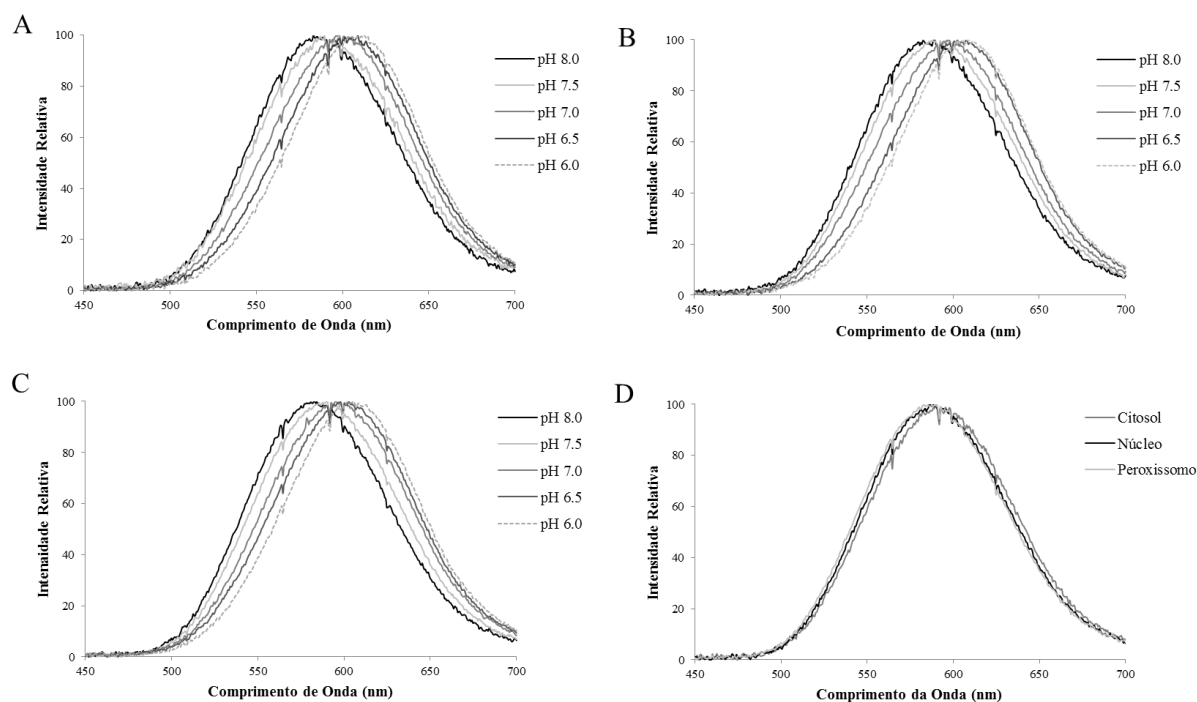 A
100
80
60
40
20
0
Intensidade Relativa
450
500
550
600
650
700
Comprimento de Onda (nm)
pH 8.0
pH 7.5
pH 7.0
pH 6.5
pH 6.0
B
100
80
60
40
20
0
Intensidade Relativa
450
500
550
600
650
700
Comprimento de Onda (nm)
pH 8.0
pH 7.5
pH 7.0
pH 6.5
pH 6.0
C
100
80
60
40
20
0
Intenaidade Relativa
450
500
550
600
650
700
Comprimento de Onda (nm)
pH 8.0
pH 7.5
pH 7.0
pH 6.5
pH 6.0
D
100
80
60
40
20
0
Intensidade Relativa
450
500
550
600
650
700
Comprimento da Onda (nm)
Citosol
Núcleo
Peroxissomo